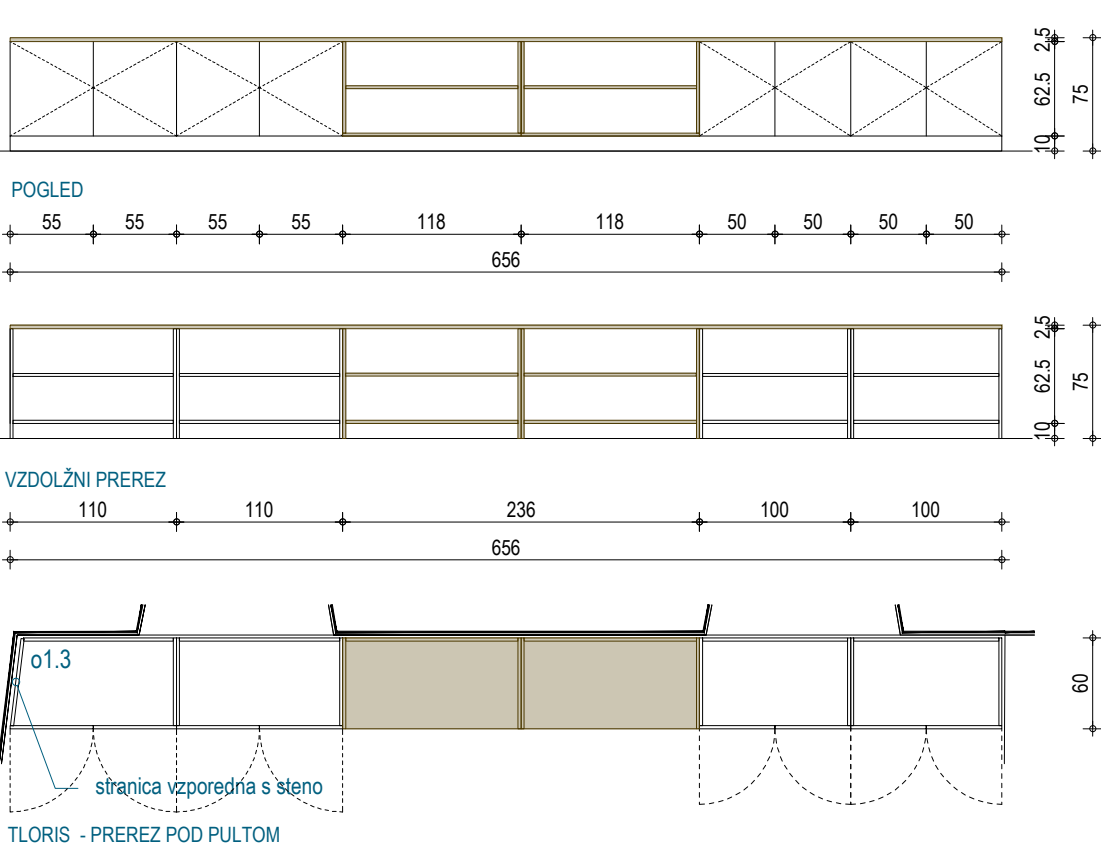 2.5
62.5
75
10
POGLED
55 55 55 55 118 118 50 50 50 50
656
2.5
62.5
75
10
VZDOLŽNI PREREZ
110 110 236 100 100
656
o1.3
60
stranica vzporedna s steno
TLORIS - PREREZ POD PULTOM